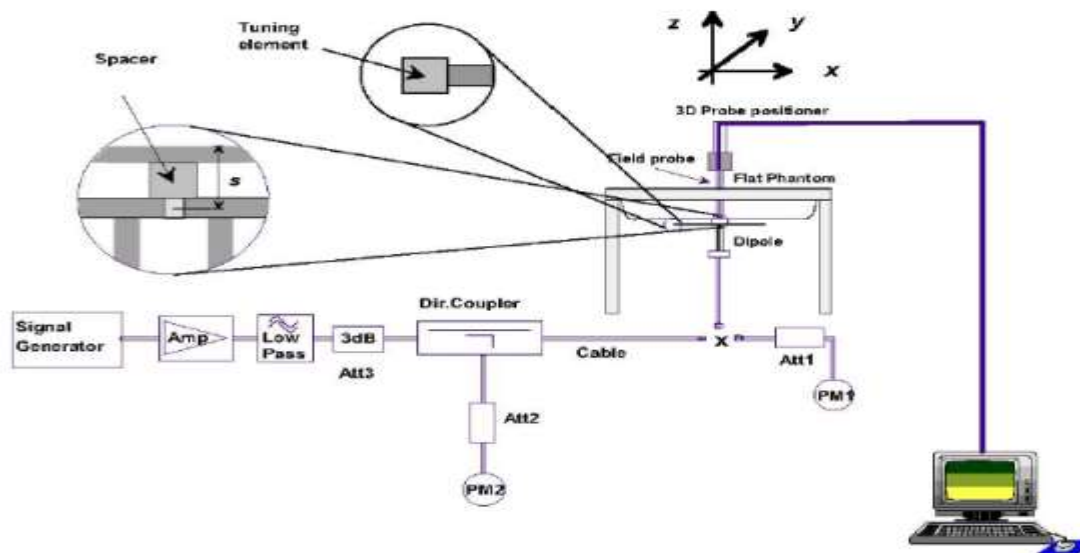 Tuning
element
Spacer
s
z
y
x
3D Probe positioner
Field probe
Flat Phantom
Dipole
Dir.Coupler
Signal
Generator
Amp
Low
Pass
3dB
Att3
Cable
x
Att1
PM1
Att2
PM2